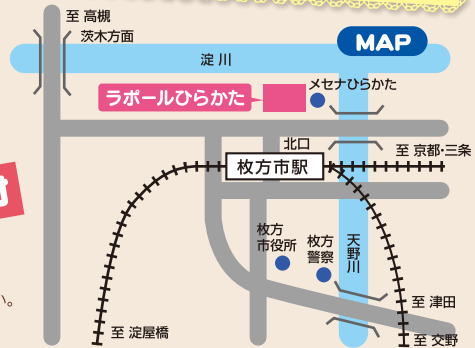 至 高槻
茨木方面
淀川
MAP
メセナひらかた
ラポールひらかた
北口
至 京都・三条
枚方市駅
枚方
市役所
枚方
警察
天野川
い。
至 津田
至 淀屋橋
至 交野